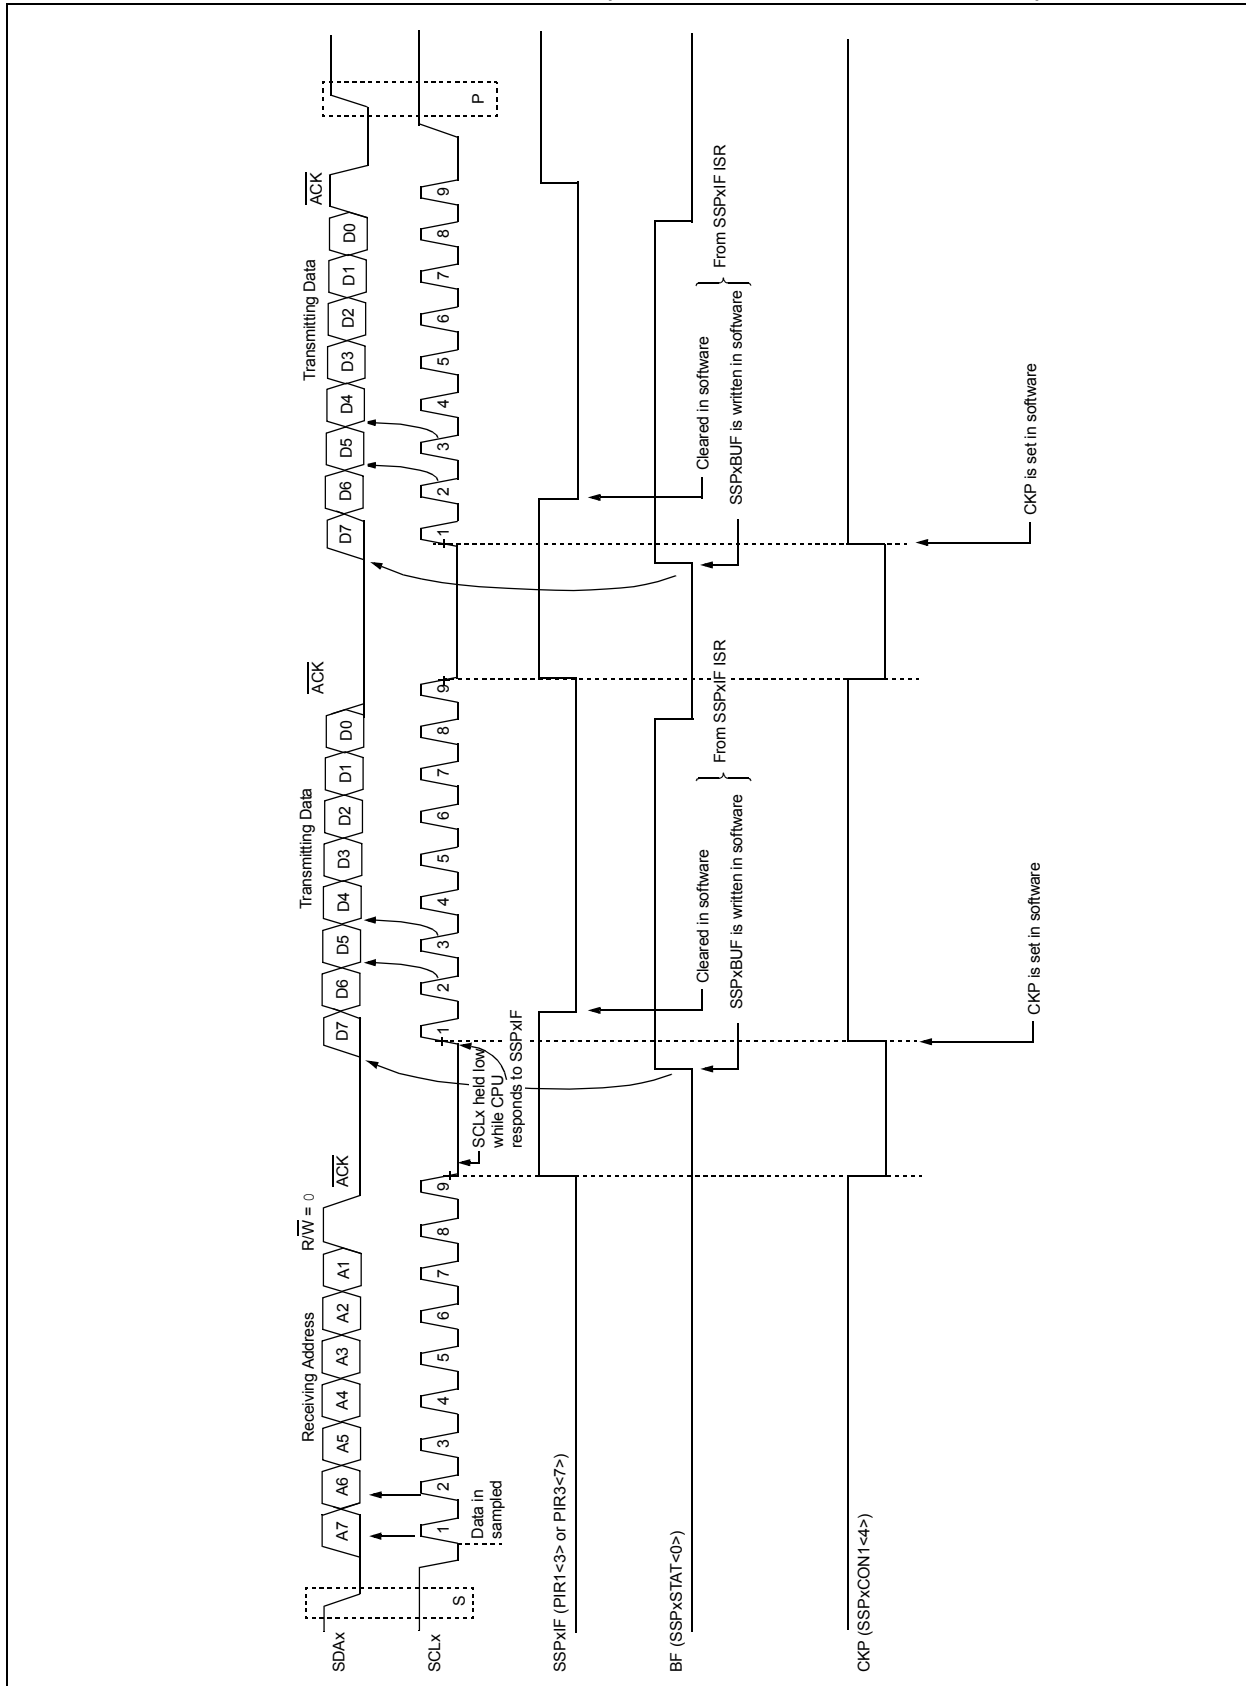 Receiving Address
R/W = 0
ACK
Transmitting Data
ACK
Transmitting Data
ACK
SDAx
A7
A6
A5
A4
A3
A2
A1
D7
D6
D5
D4
D3
D2
D1
D0
D7
D6
D5
D4
D3
D2
D1
D0
SCLx
S
1
2
3
4
5
6
7
8
9
1
2
3
4
5
6
7
8
9
1
2
3
4
5
6
7
8
9
P
Data in
sampled
SCLx held low
while CPU
responds to SSPxIF
SSPxIF (PIR1<3> or PIR3<7>)
BF (SSPxSTAT<0>)
Cleared in software
SSPxBUF is written in software
From SSPxIF ISR
Cleared in software
SSPxBUF is written in software
From SSPxIF ISR
CKP (SSPxCON1<4>)
CKP is set in software
CKP is set in software